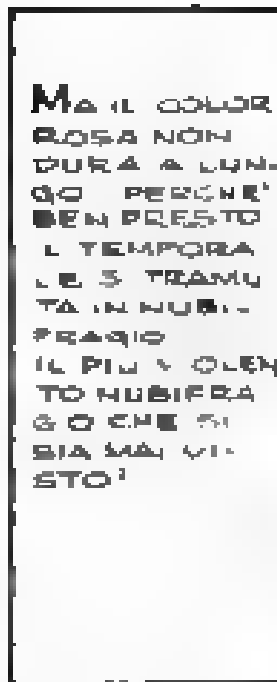 MA IL COLOR
ROSA NON
DURA A LUN-
GO PERCHE'
BEN PRESTO
IL TEMPORA
LE SI TRAMU
TA IN NUBI-
FRAGIO
IL PIU' VIOLEN
TO NUBIFRA
GIO CHE SI
SIA MAI VI-
STO!